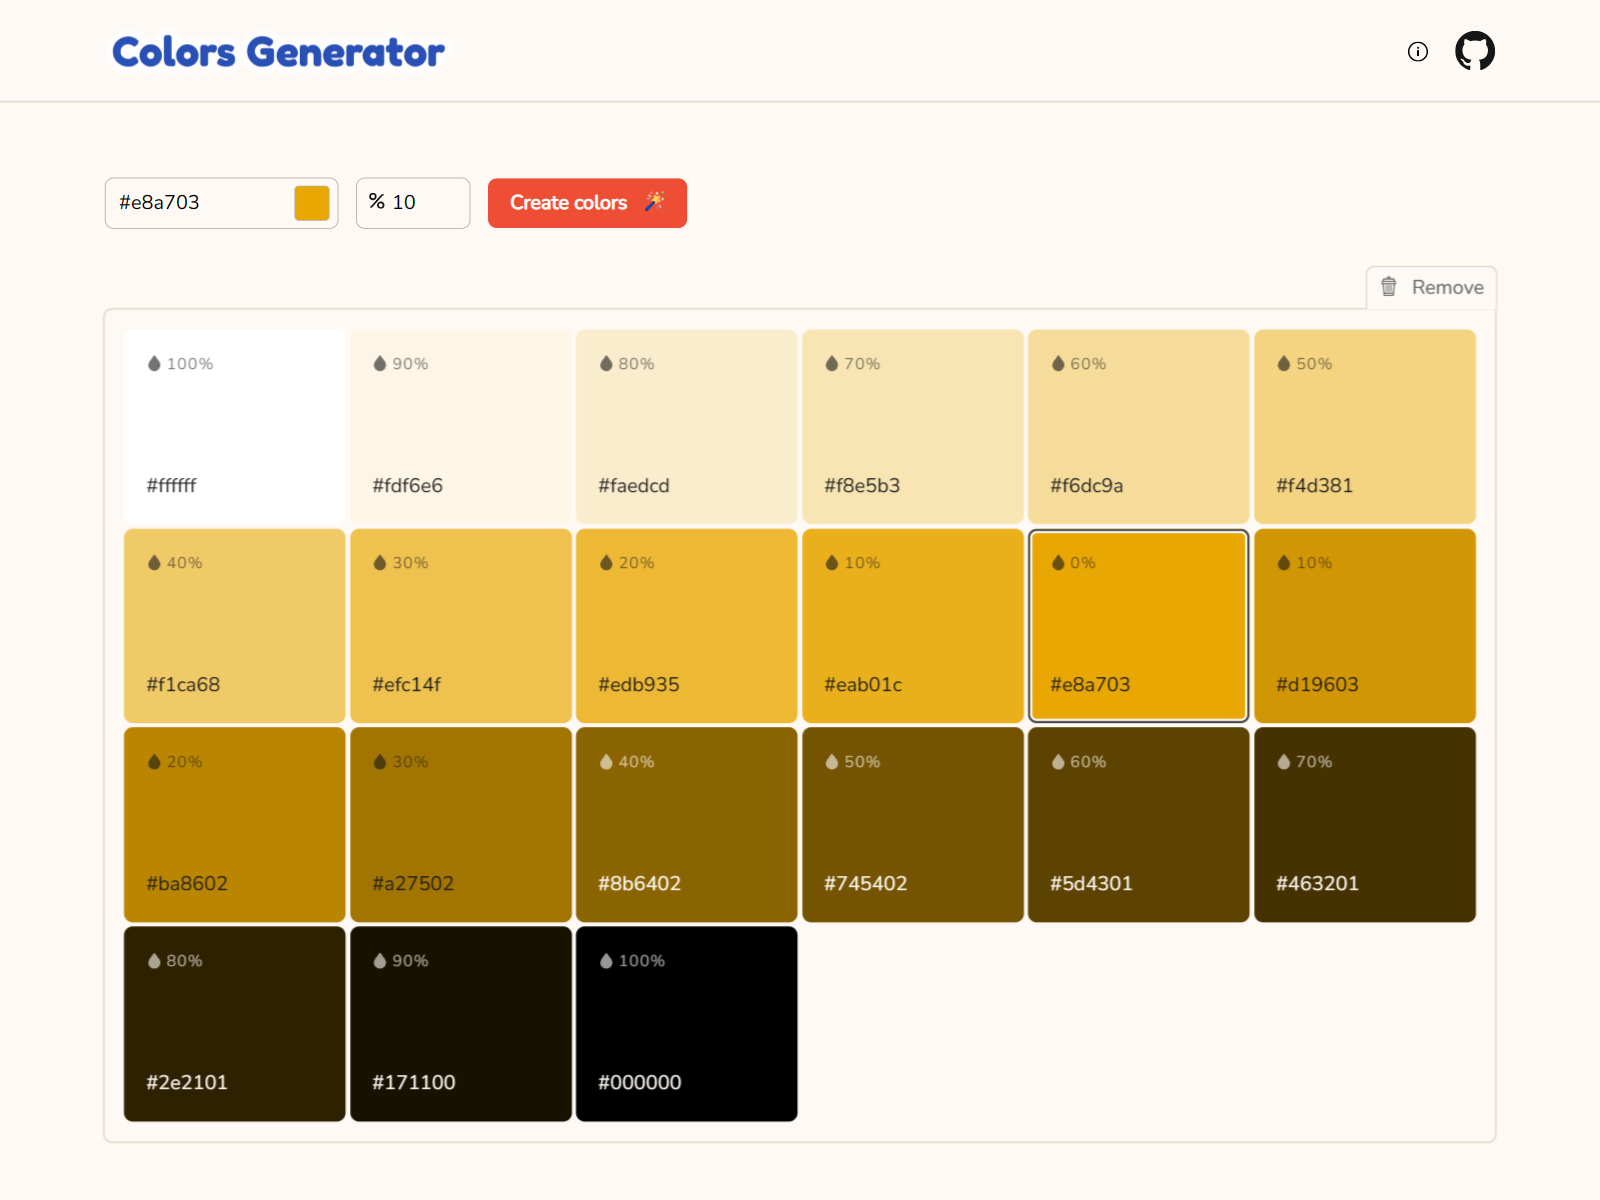 Colors Generator
#e8a703
% 10
Create colors
Remove
100%
#ffffff
90%
#fdf6e6
80%
#faedcd
70%
#f8e5b3
60%
#f6dc9a
50%
#f4d381
40%
#f1ca68
30%
#efc14f
20%
#edb935
10%
#eab01c
0%
#e8a703
10%
#d19603
20%
#ba8602
30%
#a27502
40%
#8b6402
50%
#745402
60%
#5d4301
70%
#463201
80%
#2e2101
90%
#171100
100%
#000000